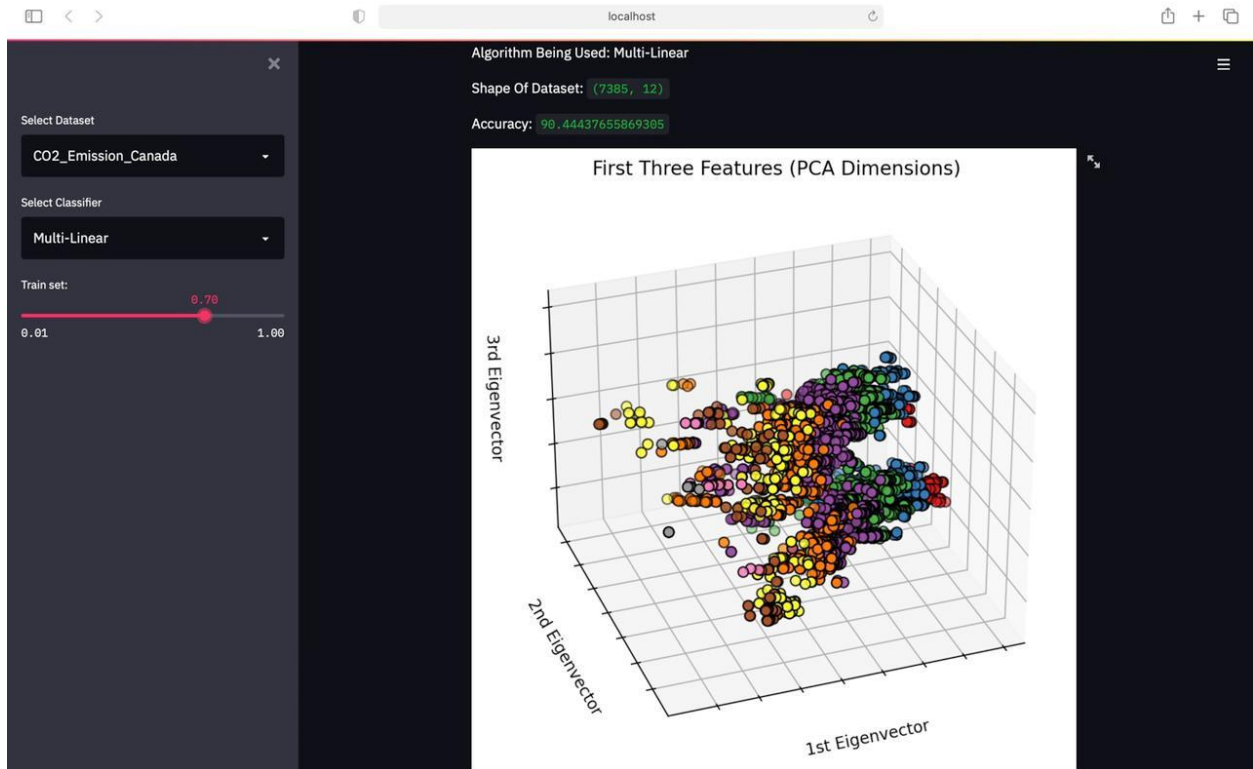 localhost
Select Dataset
CO2_Emission_Canada
Select Classifier
Multi-Linear
Train set:
0.70
0.01 1.00
Algorithm Being Used: Multi-Linear
Shape Of Dataset: (7385, 12)
Accuracy: 90.44437655869305
First Three Features (PCA Dimensions)
3rd Eigenvector
2nd Eigenvector
1st Eigenvector